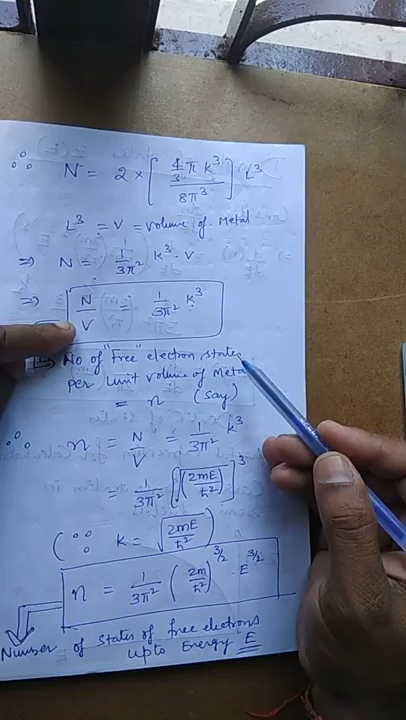 ∴ N = 2 × [ 4/3 π k³ / 8π³ ] L³
L³ = V = Volume of Metal
⇒ N = 1/3π² k³ · V
⇒ N/V = 1/3π² k³
No of "Free" electron states
per Unit Volume of Metal
= n (say)
∴ n = N/V = 1/3π² k³
= 1/3π² [√(2mE/ħ²)]³
(∵ k = √(2mE/ħ²))
n = 1/3π² (2m/ħ²)^3/2 · E^3/2
Number of States of free electrons
upto Energy E